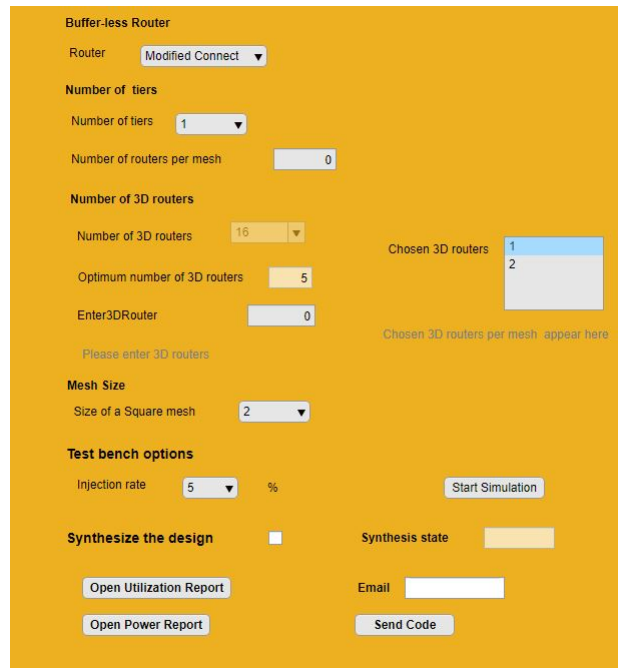 Buffer-less Router
Router Modified Connect
Number of tiers
Number of tiers 1
Number of routers per mesh 0
Number of 3D routers
Number of 3D routers 16
Chosen 3D routers 1
2
Optimum number of 3D routers 5
Enter3DRouter 0
Chosen 3D routers per mesh appear here
Please enter 3D routers
Mesh Size
Size of a Square mesh 2
Test bench options
Injection rate 5 % Start Simulation
Synthesize the design Synthesis state
Open Utilization Report Email
Open Power Report Send Code